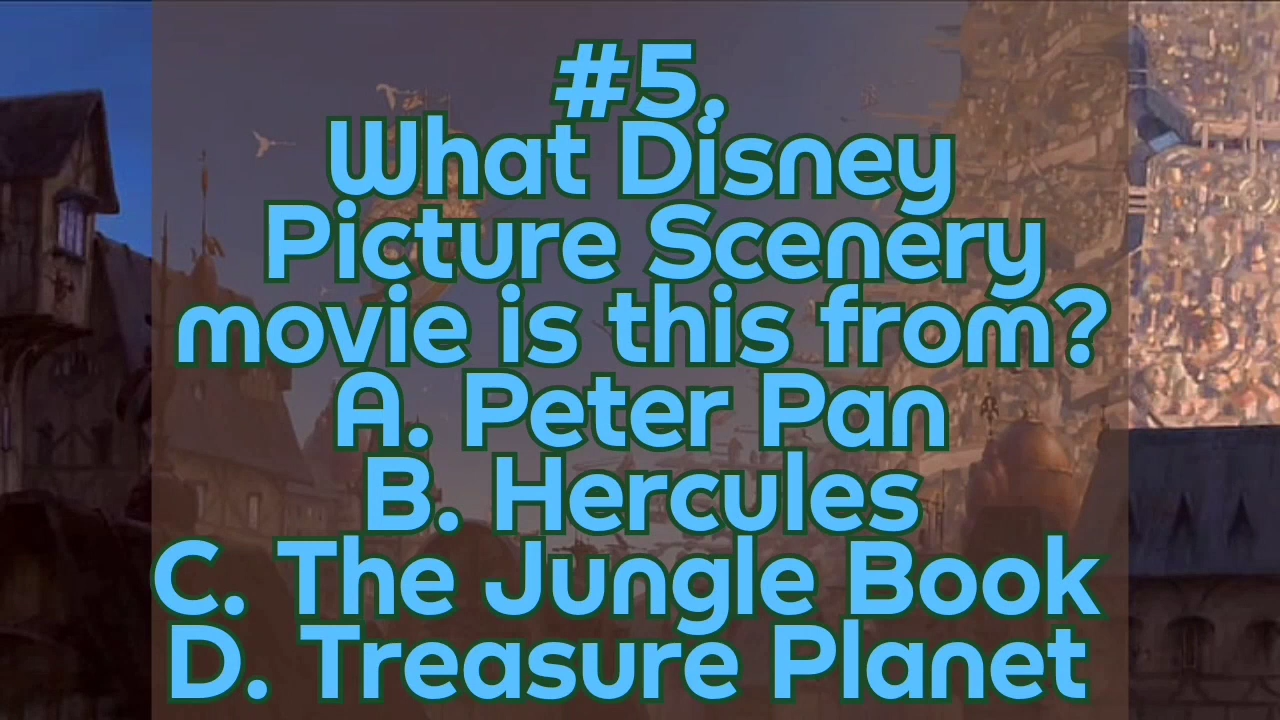 #5.
What Disney
Picture Scenery
movie is this from?
A. Peter Pan
B. Hercules
C. The Jungle Book
D. Treasure Planet